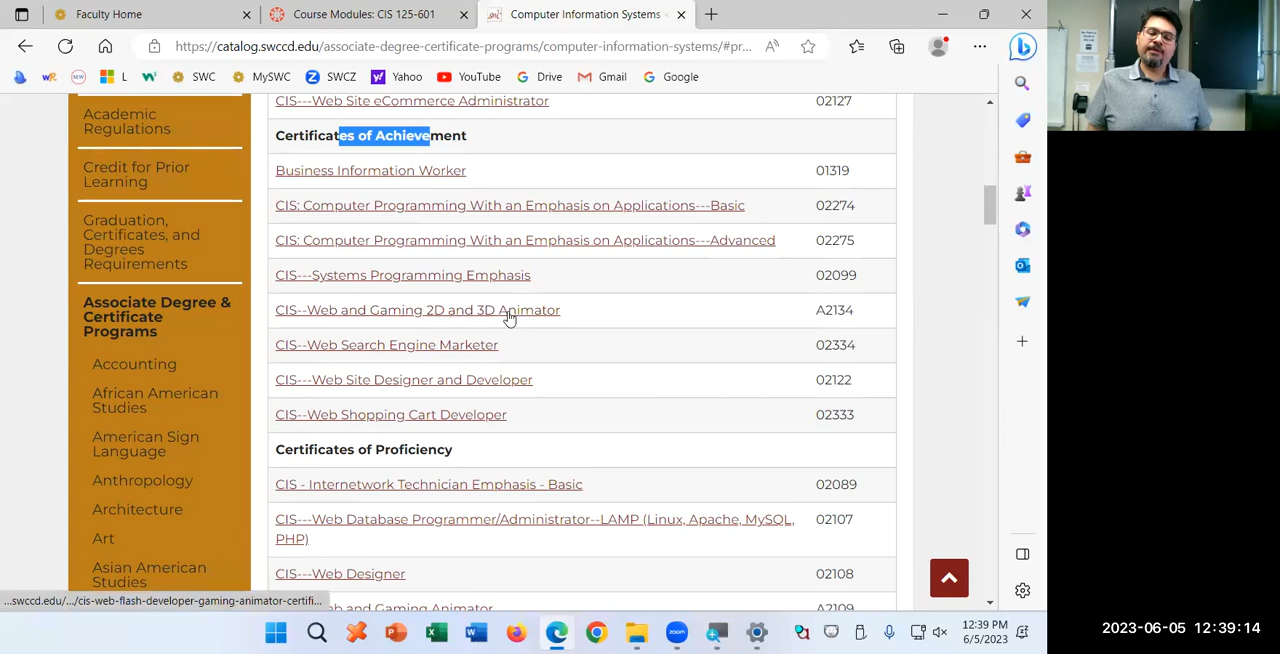 Faculty Home
Course Modules: CIS 125-601
Computer Information Systems
https://catalog.swccd.edu/associate-degree-certificate-programs/computer-information-systems/#pr...
L
SWC
MySWC
SWCZ
Yahoo
YouTube
Drive
Gmail
Google
Academic
Regulations
Credit for Prior
Learning
Graduation,
Certificates, and
Degrees
Requirements
Associate Degree &
Certificate
Programs
Accounting
African American
Studies
American Sign
Language
Anthropology
Architecture
Art
Asian American
Studies
CIS---Web Site eCommerce Administrator 02127
Certificates of Achievement
Business Information Worker 01319
CIS: Computer Programming With an Emphasis on Applications---Basic 02274
CIS: Computer Programming With an Emphasis on Applications---Advanced 02275
CIS---Systems Programming Emphasis 02099
CIS--Web and Gaming 2D and 3D Animator A2134
CIS--Web Search Engine Marketer 02334
CIS---Web Site Designer and Developer 02122
CIS--Web Shopping Cart Developer 02333
Certificates of Proficiency
CIS - Internetwork Technician Emphasis - Basic 02089
CIS---Web Database Programmer/Administrator--LAMP (Linux, Apache, MySQL, 02107
PHP)
CIS---Web Designer 02108
eb and Gaming Animator A2109
...swccd.edu/.../cis-web-flash-developer-gaming-animator-certifi...
zoom
12:39 PM
6/5/2023
2023-06-05 12:39:14